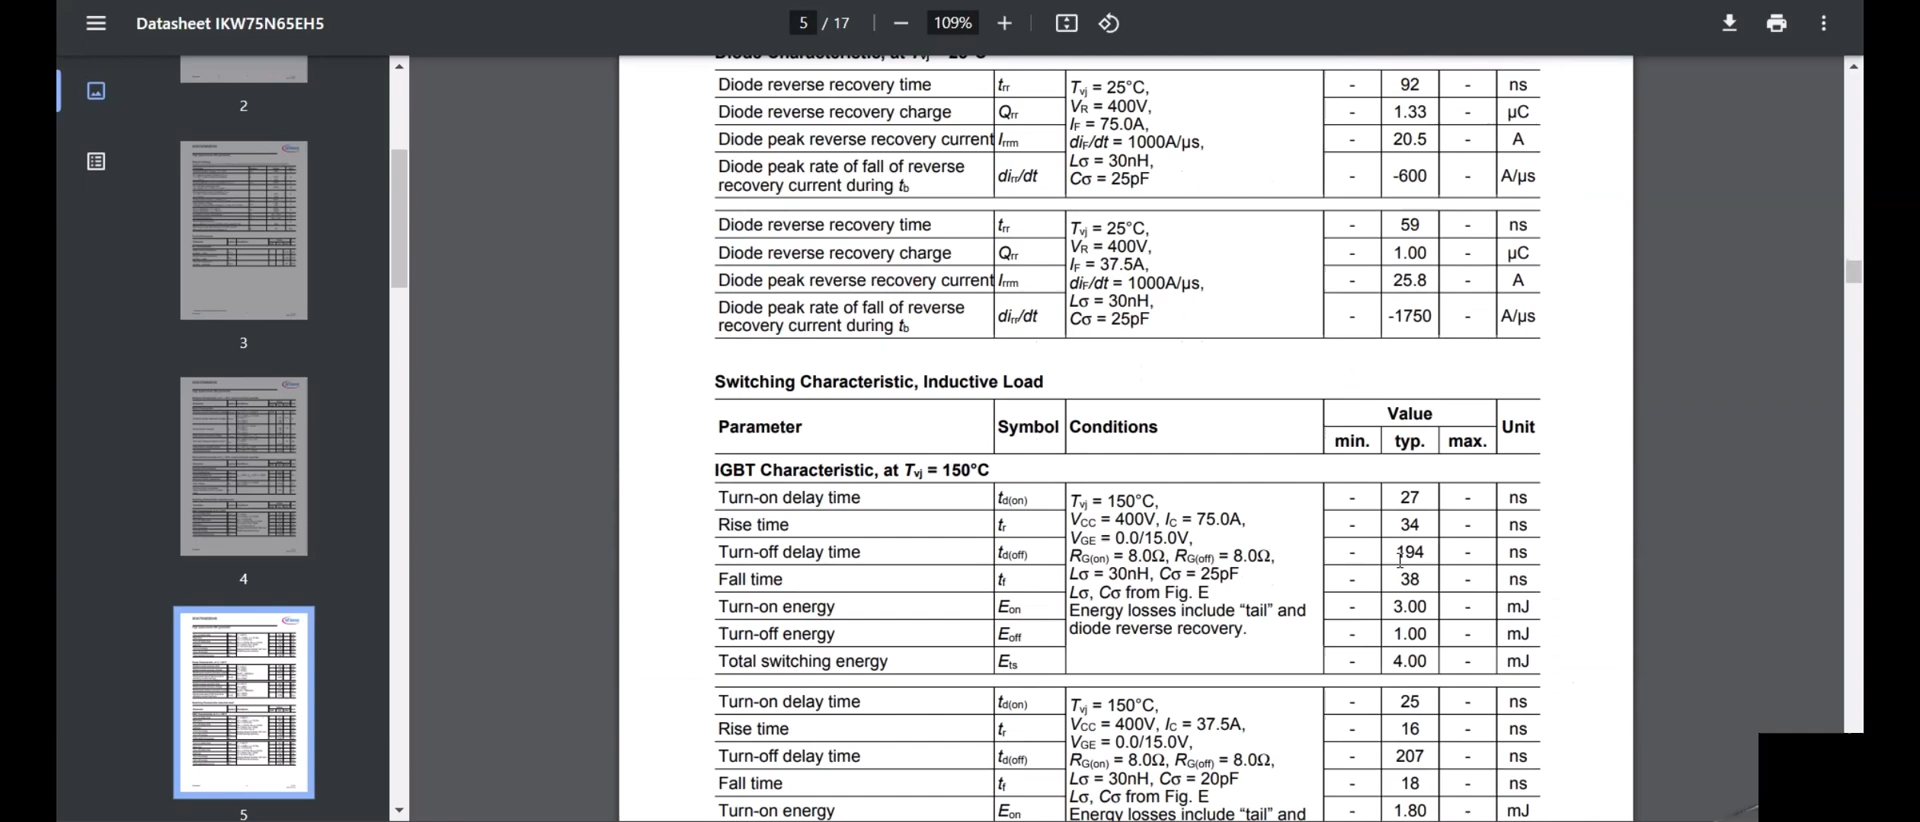 Datasheet IKW75N65EH5
5 / 17
109%
2
3
4
5
Diode reverse recovery time trr Tvj = 25°C, - 92 - ns
Diode reverse recovery charge Qrr VR = 400V, - 1.33 - µC
IF = 75.0A,
Diode peak reverse recovery current Irrm diF/dt = 1000A/µs, - 20.5 - A
Diode peak rate of fall of reverse Lσ = 30nH,
recovery current during tb dirr/dt Cσ = 25pF - -600 - A/µs
Diode reverse recovery time trr Tvj = 25°C, - 59 - ns
Diode reverse recovery charge Qrr VR = 400V, - 1.00 - µC
IF = 37.5A,
Diode peak reverse recovery current Irrm diF/dt = 1000A/µs, - 25.8 - A
Diode peak rate of fall of reverse Lσ = 30nH,
recovery current during tb dirr/dt Cσ = 25pF - -1750 - A/µs
Switching Characteristic, Inductive Load
Parameter Symbol Conditions Value Unit
min. typ. max.
IGBT Characteristic, at Tvj = 150°C
Turn-on delay time td(on) Tvj = 150°C, - 27 - ns
Rise time tr VCC = 400V, IC = 75.0A, - 34 - ns
VGE = 0.0/15.0V,
Turn-off delay time td(off) RG(on) = 8.0Ω, RG(off) = 8.0Ω, - 194 - ns
Fall time tf Lσ = 30nH, Cσ = 25pF - 38 - ns
Lσ, Cσ from Fig. E
Turn-on energy Eon Energy losses include “tail” and - 3.00 - mJ
Turn-off energy Eoff diode reverse recovery. - 1.00 - mJ
Total switching energy Ets - 4.00 - mJ
Turn-on delay time td(on) Tvj = 150°C, - 25 - ns
Rise time tr VCC = 400V, IC = 37.5A, - 16 - ns
VGE = 0.0/15.0V,
Turn-off delay time td(off) RG(on) = 8.0Ω, RG(off) = 8.0Ω, - 207 - ns
Fall time tf Lσ = 30nH, Cσ = 20pF - 18 - ns
Lσ, Cσ from Fig. E
Turn-on energy Eon Energy losses include “tail” and - 1.80 - mJ